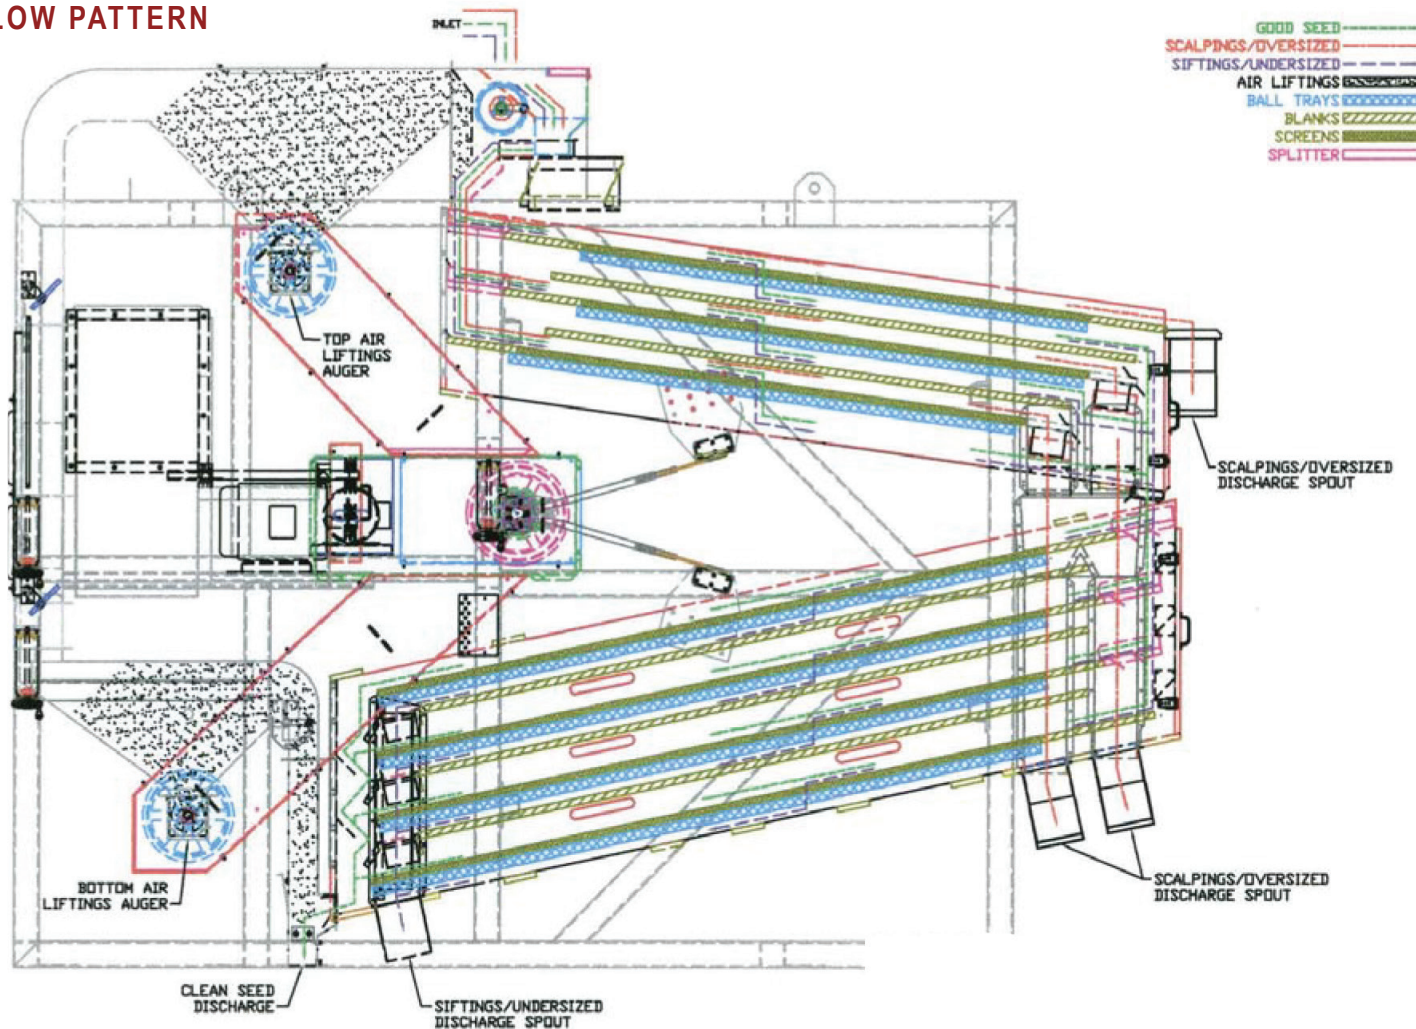 LOW PATTERN
INLET
GOOD SEED
SCALPINGS/OVERSIZED
SIFTINGS/UNDERSIZED
AIR LIFTINGS
BALL TRAYS
BLANKS
SCREENS
SPLITTER
TOP AIR
LIFTINGS
AUGER
SCALPINGS/OVERSIZED
DISCHARGE SPOUT
BOTTOM AIR
LIFTINGS AUGER
SCALPINGS/OVERSIZED
DISCHARGE SPOUT
CLEAN SEED
DISCHARGE
SIFTINGS/UNDERSIZED
DISCHARGE SPOUT